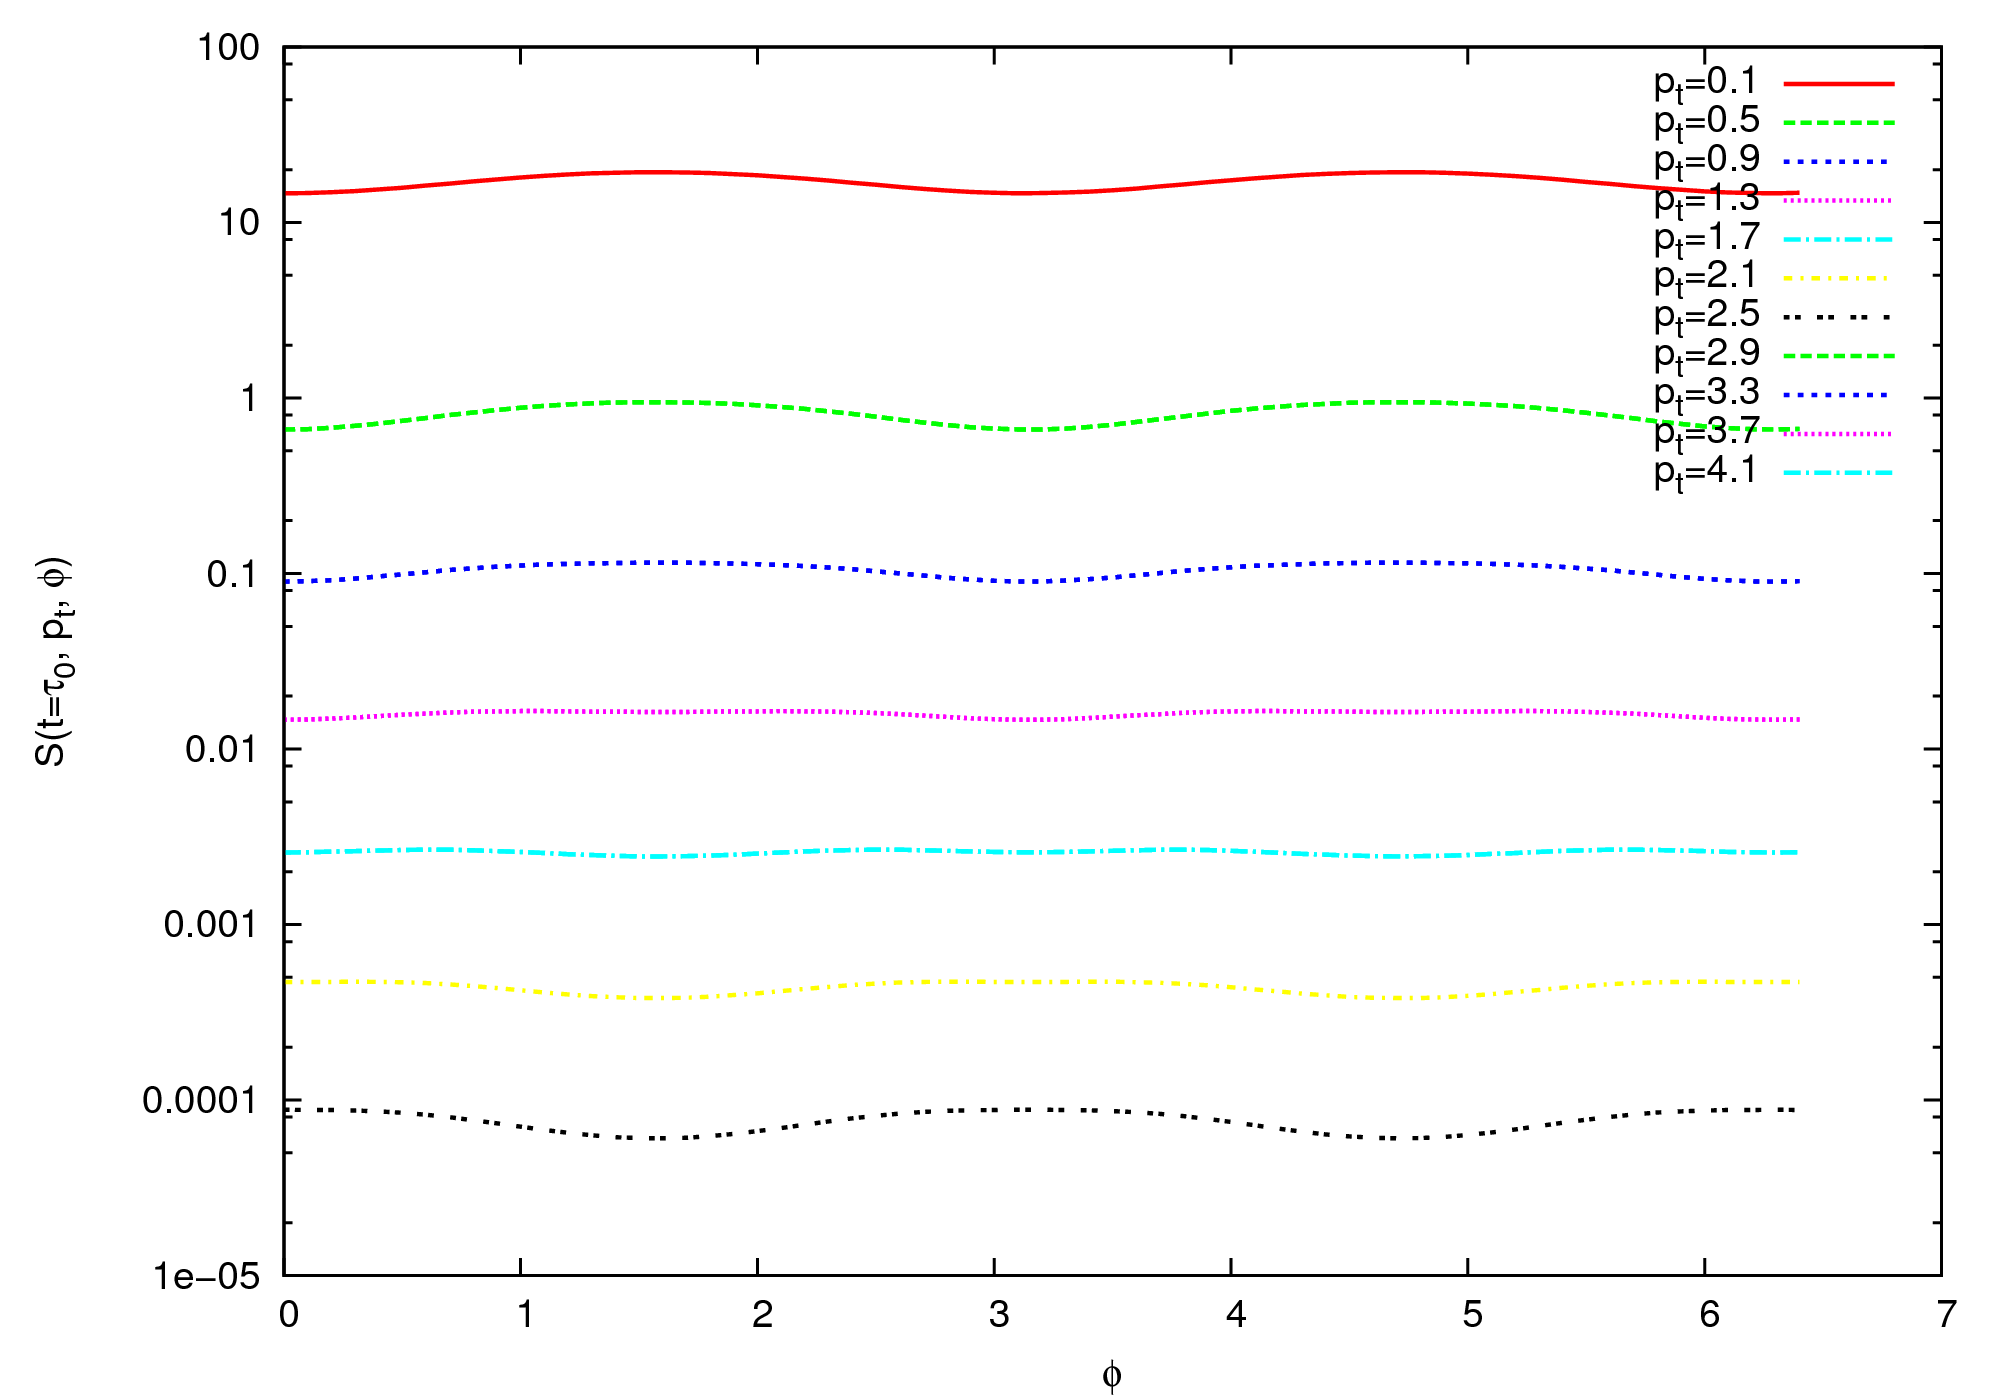 100
10
1
0.1
0.01
0.001
0.0001
1e−05
0 1 2 3 4 5 6 7
S(t=τ0, pt, ϕ)
ϕ
pt=0.1
pt=0.5
pt=0.9
pt=1.3
pt=1.7
pt=2.1
pt=2.5
pt=2.9
pt=3.3
pt=3.7
pt=4.1